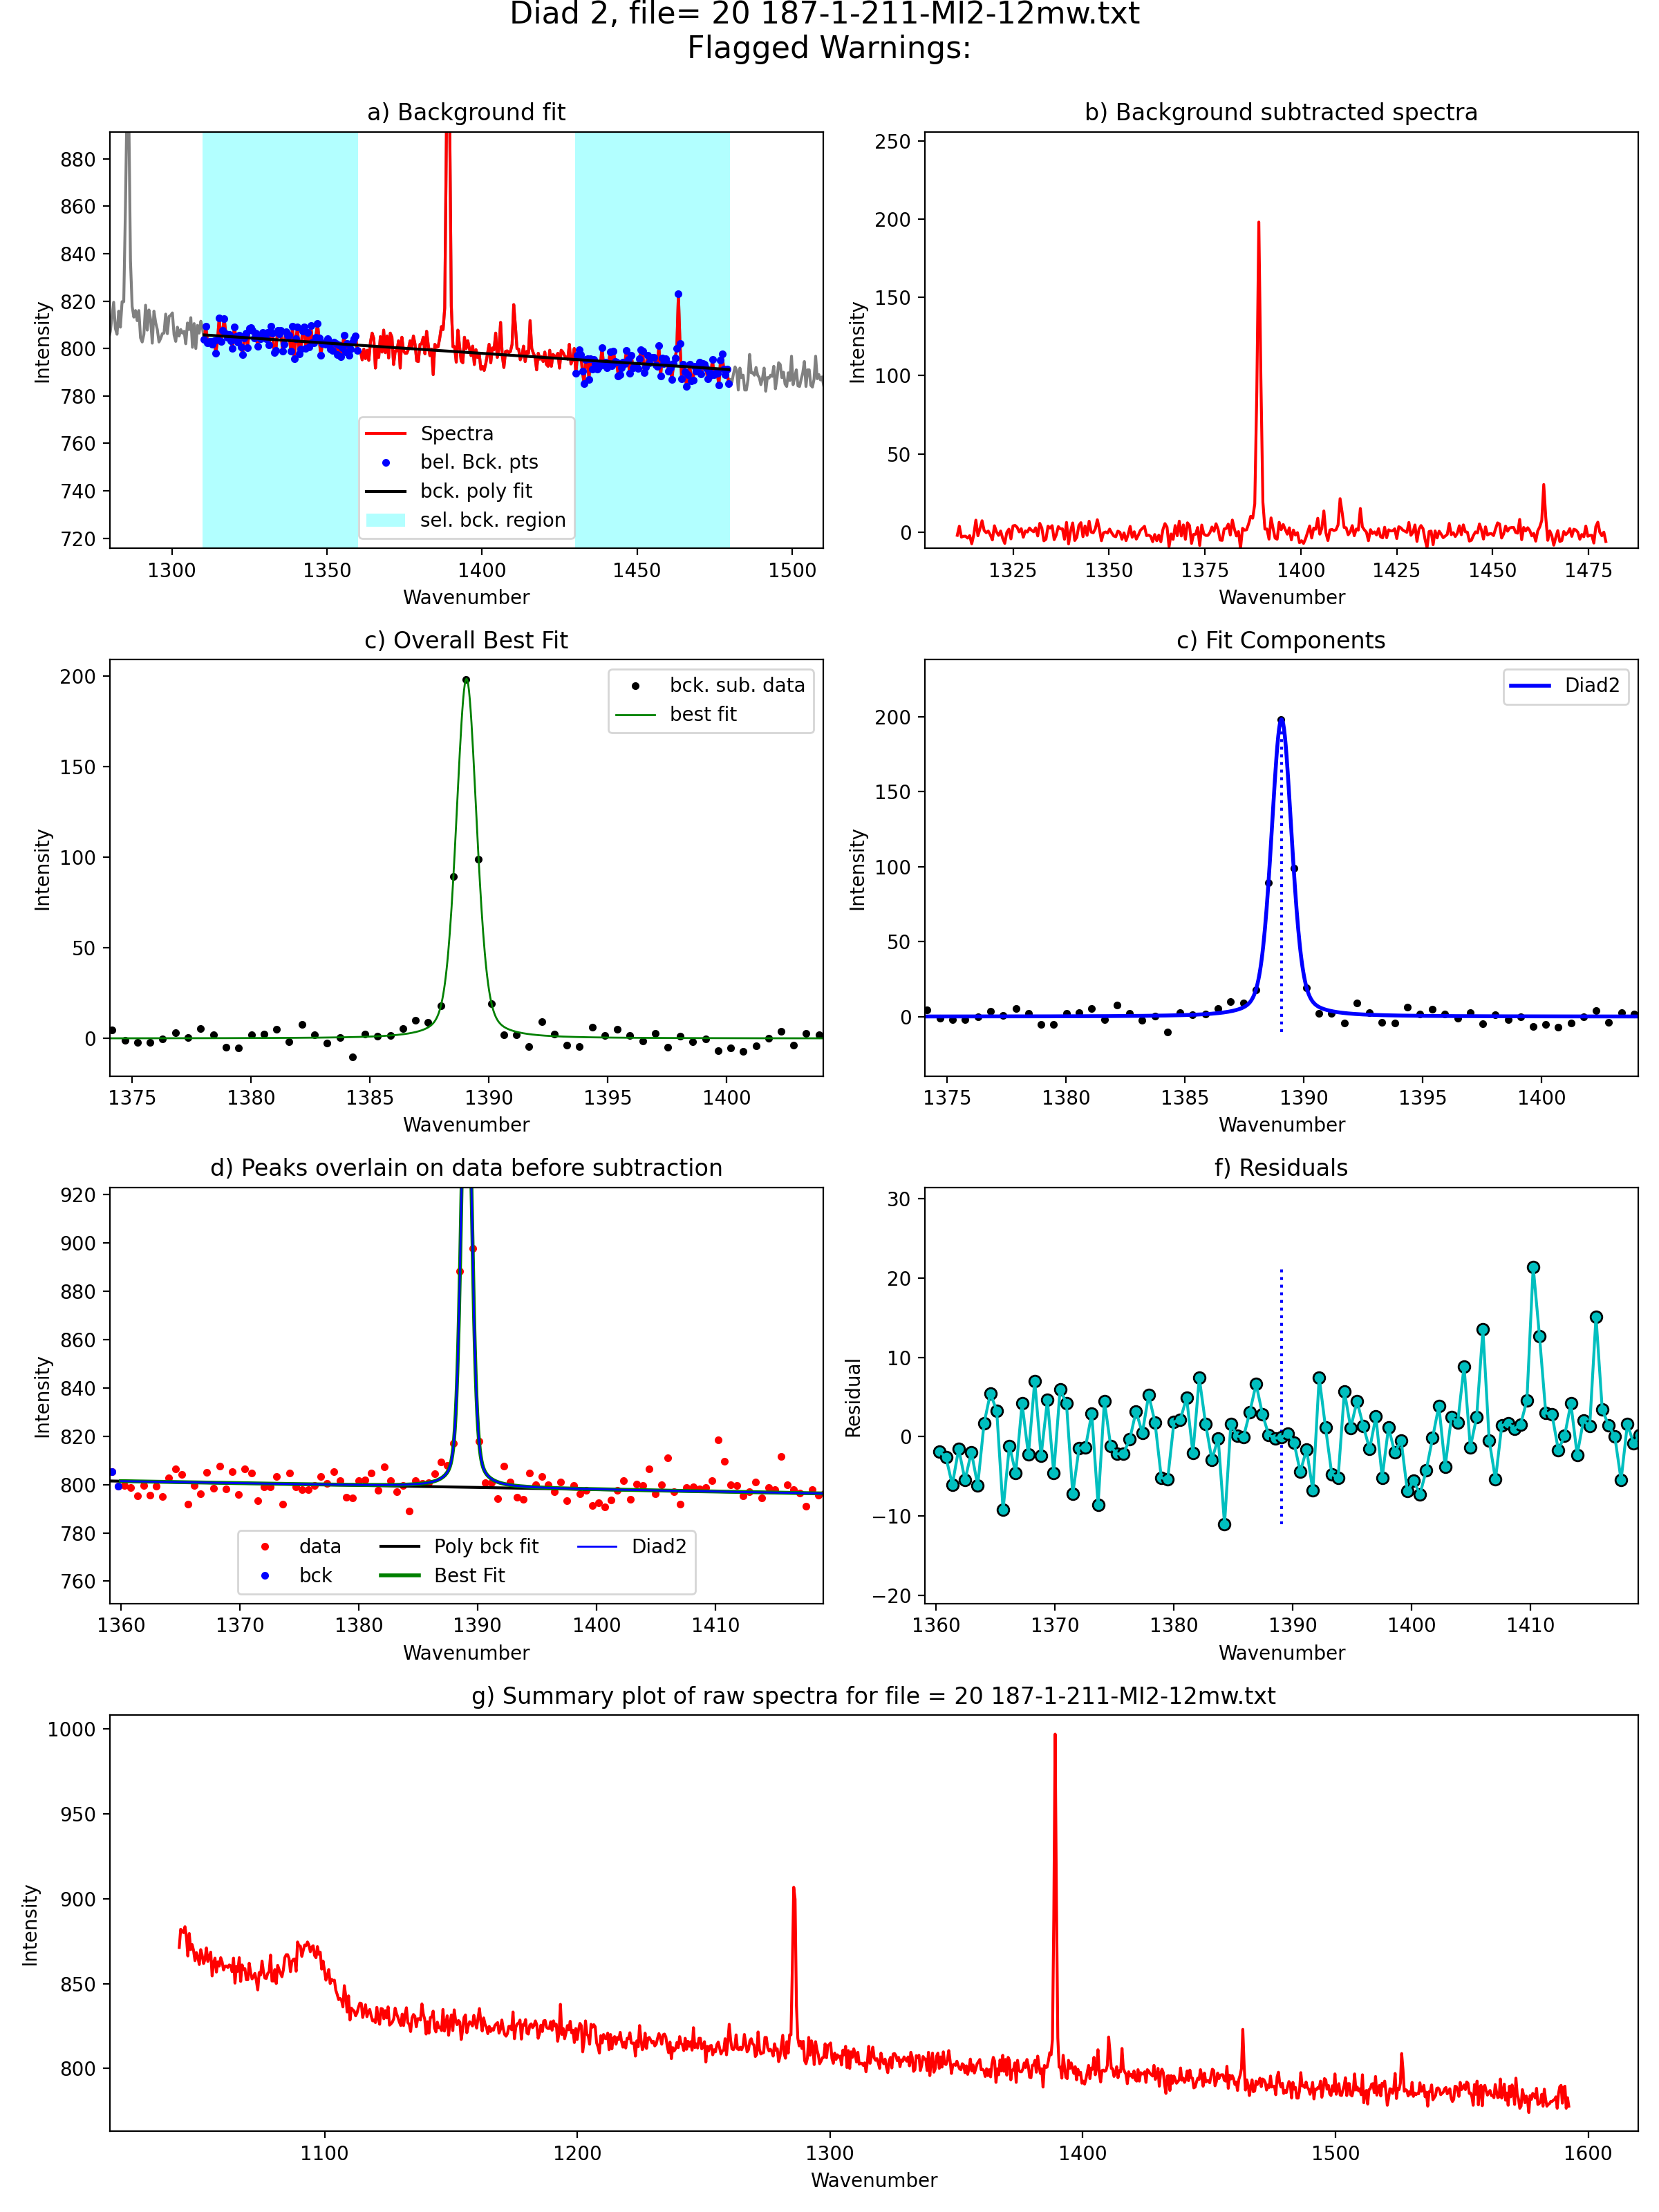 Diad 2, file= 20 187-1-211-MI2-12mw.txt
Flagged Warnings:
a) Background fit
880
860
840
820
800
780
760
740
720
Intensity
Spectra
bel. Bck. pts
bck. poly fit
sel. bck. region
1300 1350 1400 1450 1500
Wavenumber
b) Background subtracted spectra
250
200
150
100
50
0
Intensity
1325 1350 1375 1400 1425 1450 1475
Wavenumber
c) Overall Best Fit
200
150
100
50
0
Intensity
bck. sub. data
best fit
1375 1380 1385 1390 1395 1400
Wavenumber
c) Fit Components
200
150
100
50
0
Intensity
Diad2
1375 1380 1385 1390 1395 1400
Wavenumber
d) Peaks overlain on data before subtraction
920
900
880
860
840
820
800
780
760
Intensity
data
bck
Poly bck fit
Best Fit
Diad2
1360 1370 1380 1390 1400 1410
Wavenumber
f) Residuals
30
20
10
0
−10
−20
Residual
1360 1370 1380 1390 1400 1410
Wavenumber
g) Summary plot of raw spectra for file = 20 187-1-211-MI2-12mw.txt
1000
950
900
850
800
Intensity
1100 1200 1300 1400 1500 1600
Wavenumber